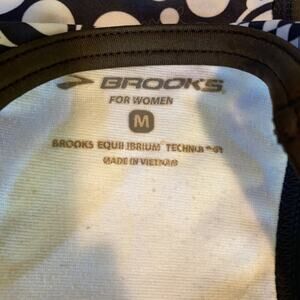 BROOKS
FOR WOMEN
M
BROOKS EQUILIBRIUM
MADE IN VIETNAM